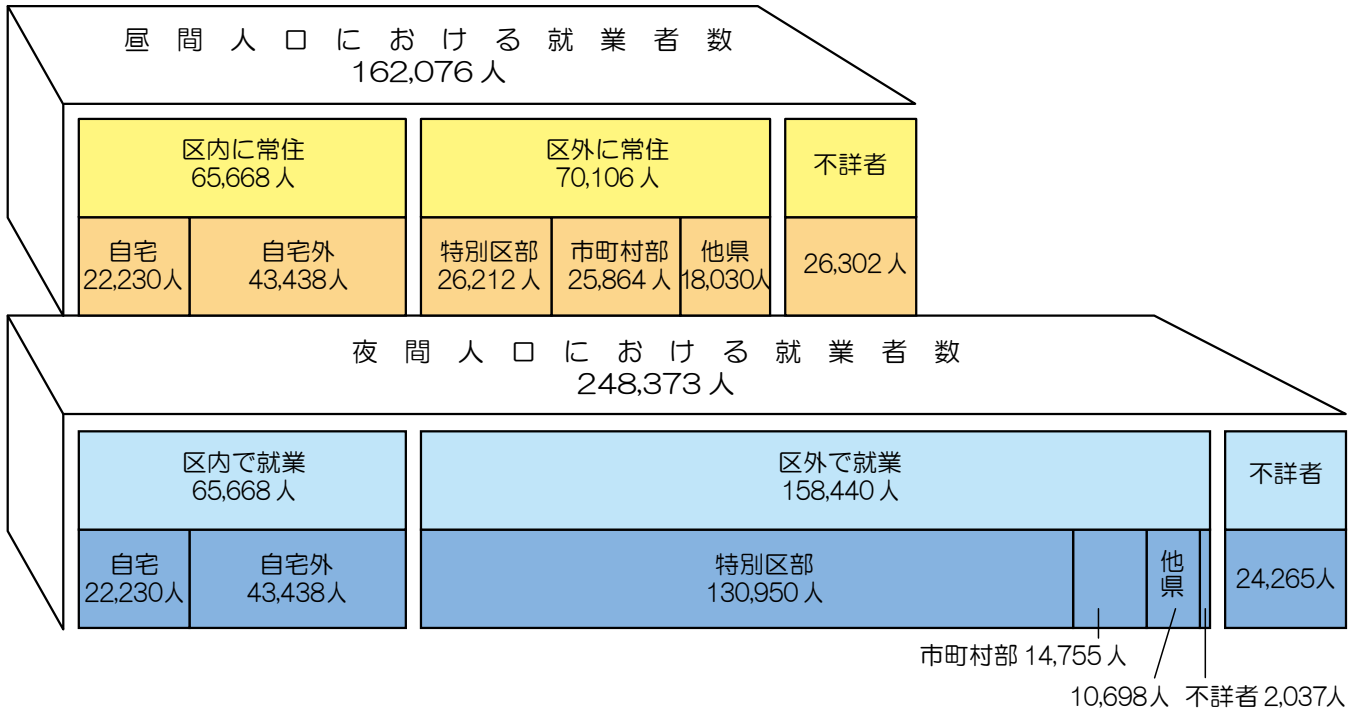 昼間人口における就業者数
162,076人
区内に常住
65,668人
区外に常住
70,106人
不詳者
自宅
22,230人
自宅外
43,438人
特別区部
26,212人
市町村部
25,864人
他県
18,030人
26,302人
夜間人口における就業者数
248,373人
区内で就業
65,668人
区外で就業
158,440人
不詳者
自宅
22,230人
自宅外
43,438人
特別区部
130,950人
他県
24,265人
市町村部 14,755人
10,698人 不詳者 2,037人